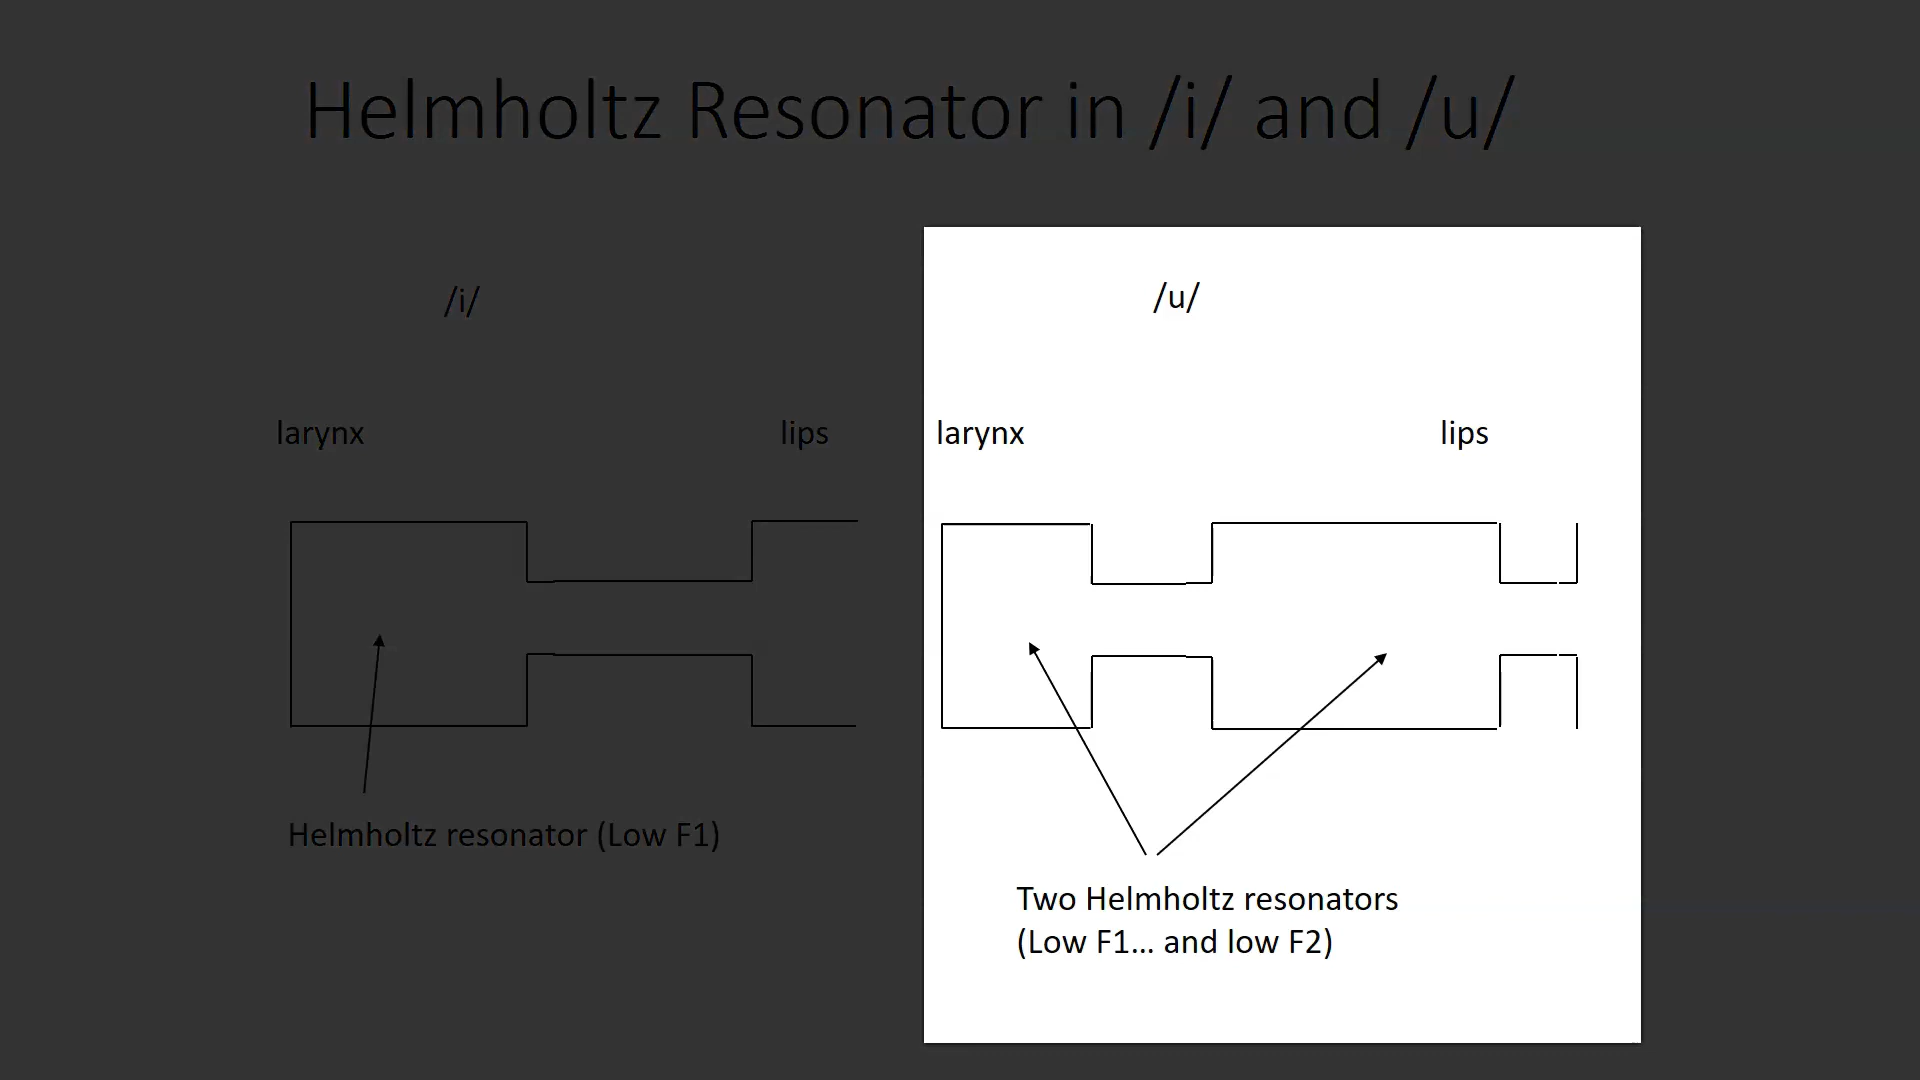 Helmholtz Resonator in /i/ and /u/
/i/
larynx
lips
Helmholtz resonator (Low F1)
/u/
larynx
lips
Two Helmholtz resonators
(Low F1... and low F2)